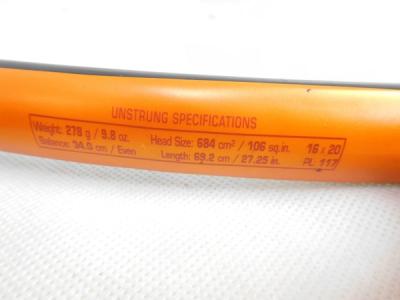 UNSTRUNG SPECIFICATIONS
Weight: 278 g / 9.8 oz. Head Size: 684 cm² / 106 sq.in. 16 x 20
Balance: 34.0 cm / Even Length: 69.2 cm / 27.25 in. PL 117